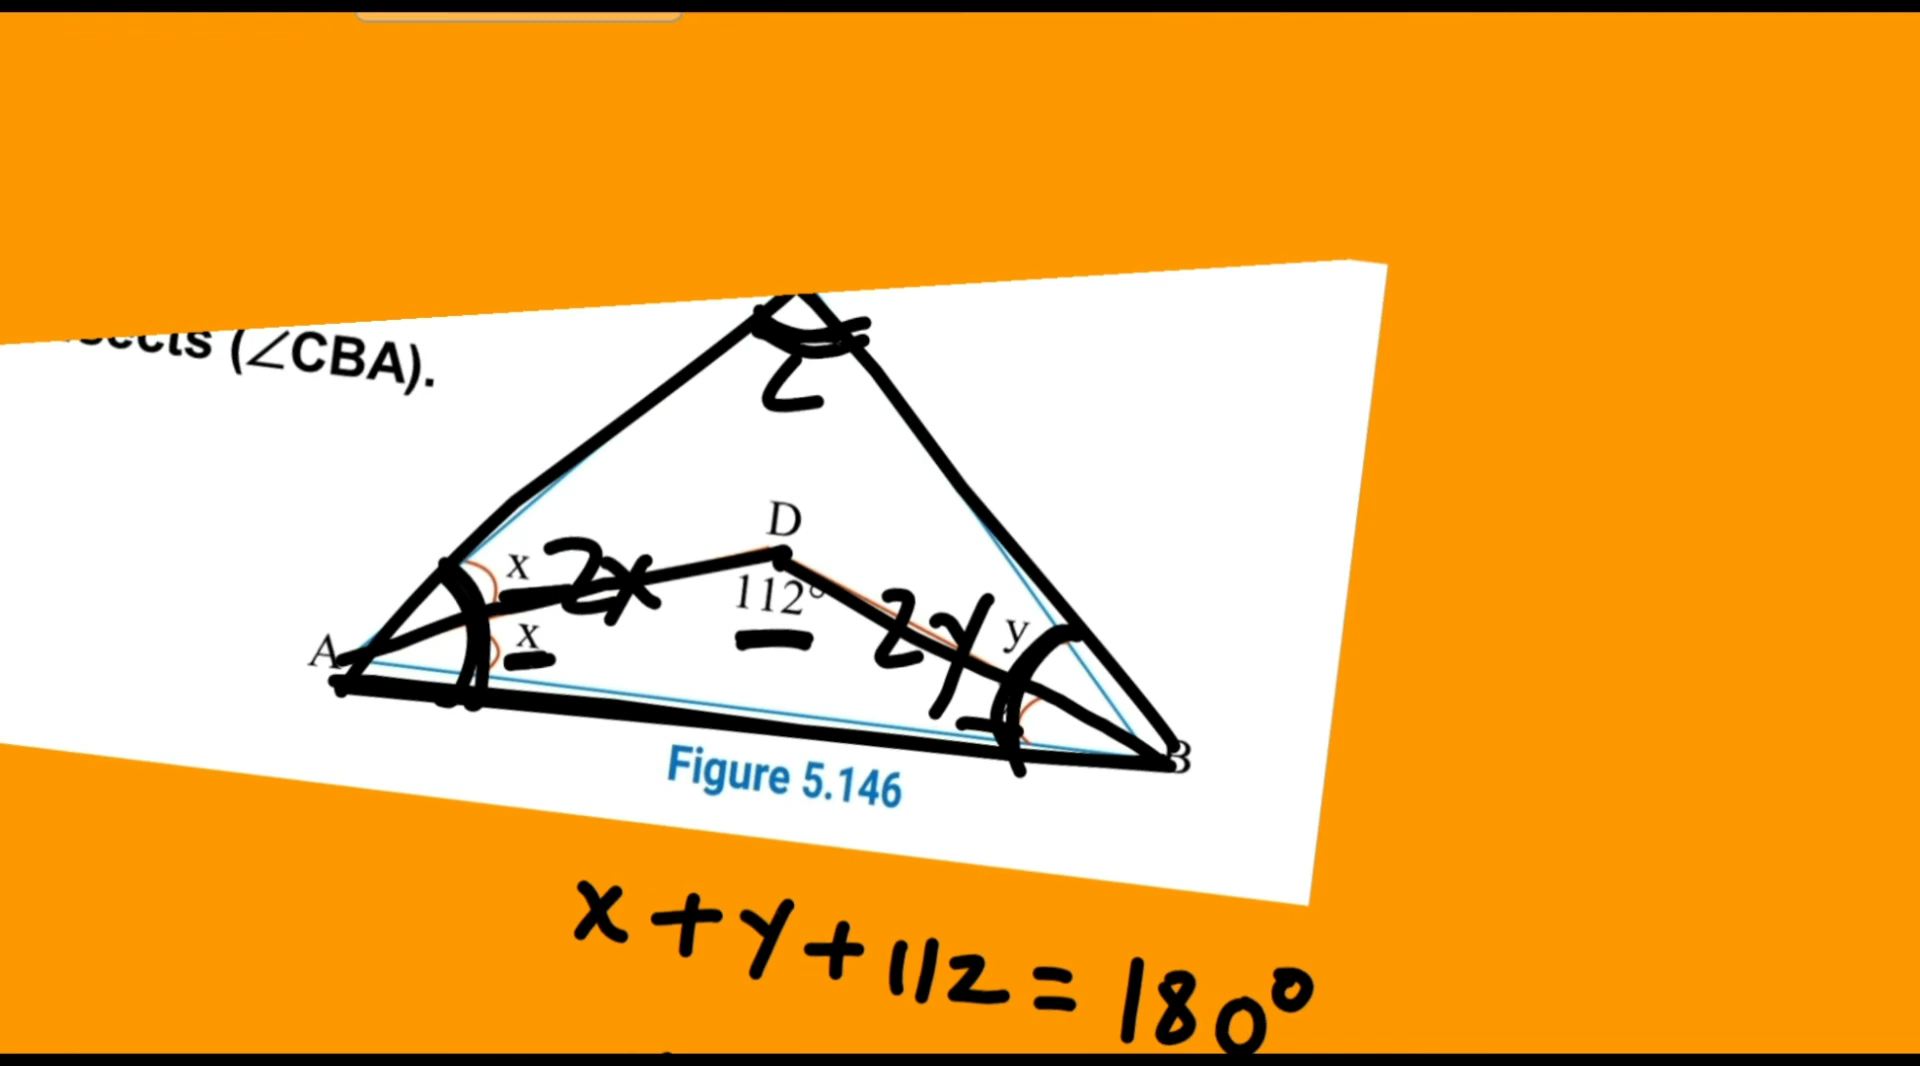 (∠CBA).
C
D
x 2x
112°
2y y
x
A
B
Figure 5.146
x+y+112=180°